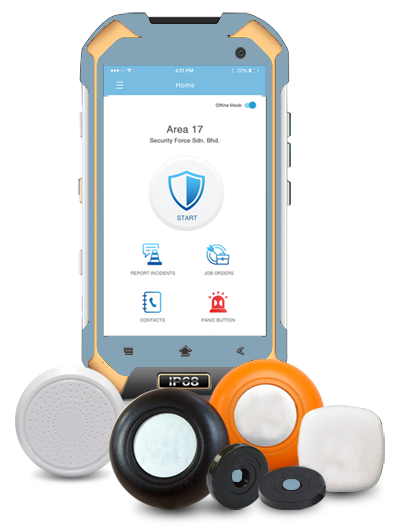 4:21 PM
22%
Home
Offline Mode
Area 17
Security Force Sdn. Bhd.
START
REPORT INCIDENTS
JOB ORDERS
CONTACTS
PANIC BUTTON
IP68